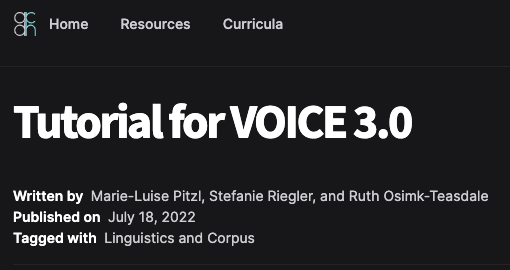 acdh
Home Resources Curricula
Tutorial for VOICE 3.0
Written by Marie-Luise Pitzl, Stefanie Riegler, and Ruth Osimk-Teasdale
Published on July 18, 2022
Tagged with Linguistics and Corpus